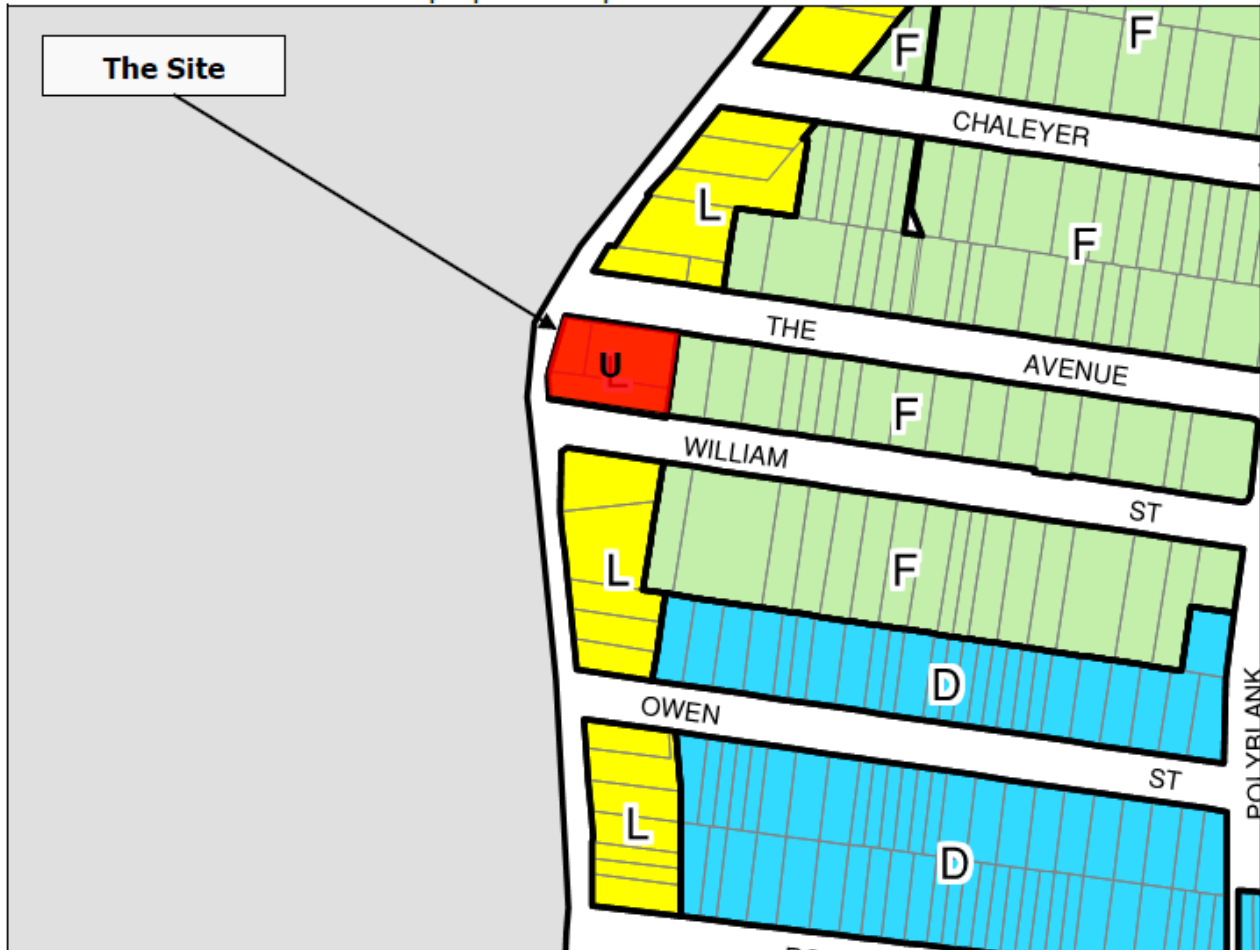 The Site
F
F
CHALEYER
L
F
THE
AVENUE
U
L
F
WILLIAM
ST
L
F
D
OWEN
ST
POLYBLANK
L
D